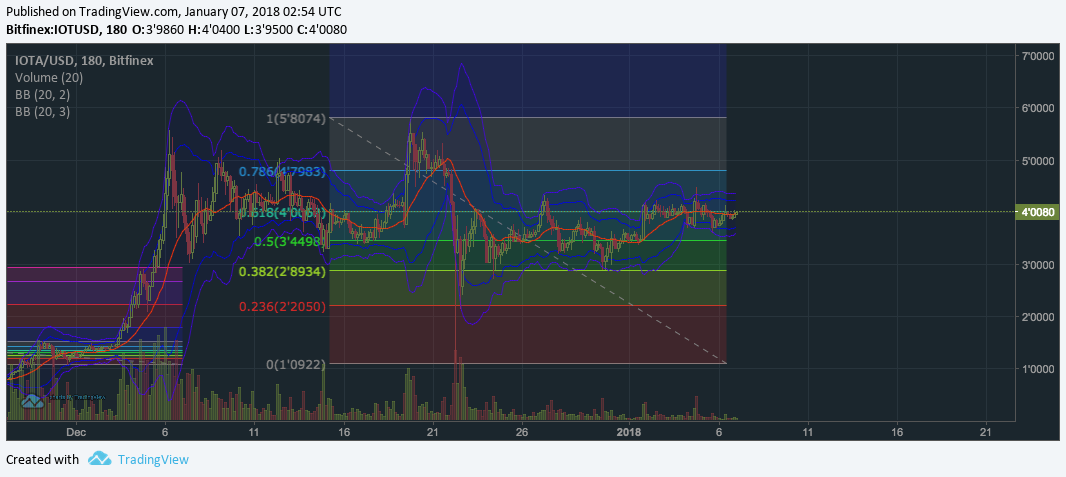 Published on TradingView.com, January 07, 2018 02:54 UTC
Bitfinex:IOTUSD, 180 O:3'9860 H:4'0400 L:3'9500 C:4'0080
IOTA/USD, 180, Bitfinex
Volume (20)
BB (20, 2)
BB (20, 3)
7'0000
6'0000
5'0000
4'0080
3'0000
2'0000
1'0000
1(5'8074)
0.786(4'7983)
0.618(4'0061)
0.5(3'4498)
0.382(2'8934)
0.236(2'2050)
0(1'0922)
Dec 6 11 16 21 26 2018 6 11 16 21
Created with TradingView